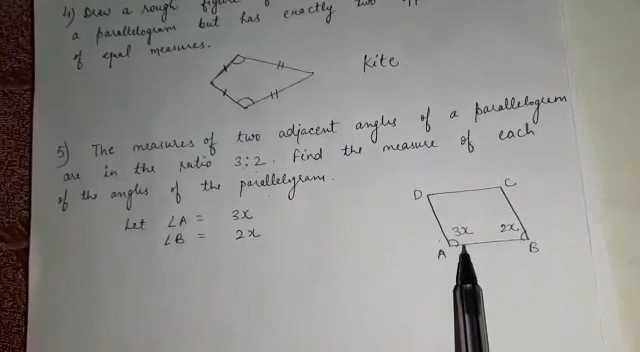 4) Draw a rough figure
a parallelogram but has exactly two
of equal measures.
Kite
5) The measures of two adjacent angles of a parallelogram
are in the ratio 3:2. Find the measure of each
of the angles of the parallelogram.
Let ∠A = 3x
∠B = 2x
D C
3x 2x
A B